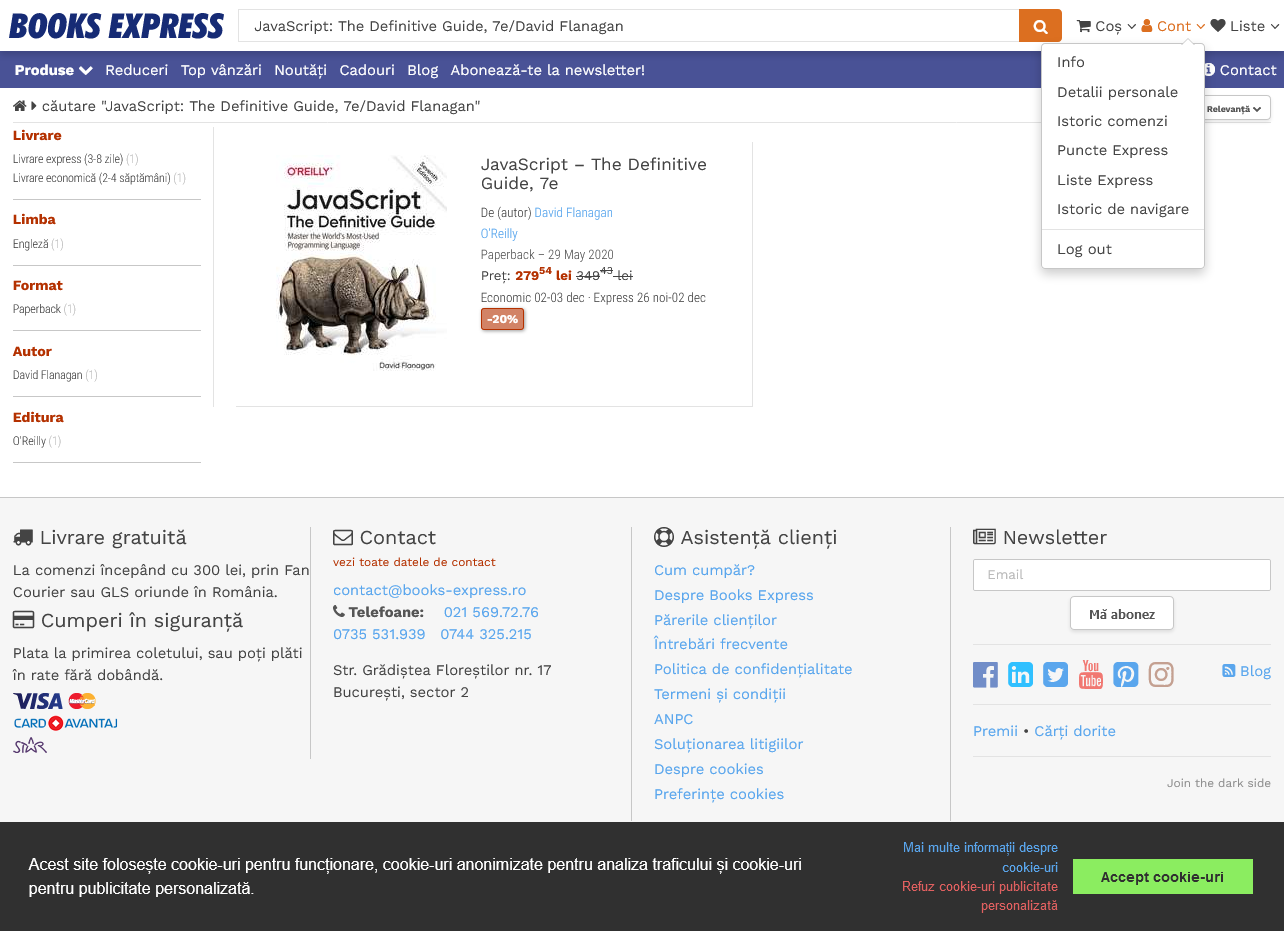 BOOKS EXPRESS
JavaScript: The Definitive Guide, 7e/David Flanagan
Coș
Cont
Liste
Produse
Reduceri
Top vânzări
Noutăți
Cadouri
Blog
Abonează-te la newsletter!
Contact
Info
Detalii personale
Istoric comenzi
Puncte Express
Liste Express
Istoric de navigare
Log out
căutare "JavaScript: The Definitive Guide, 7e/David Flanagan"
Relevanță
Livrare
Livrare express (3-8 zile) (1)
Livrare economică (2-4 săptămâni) (1)
Limba
Engleză (1)
Format
Paperback (1)
Autor
David Flanagan (1)
Editura
O'Reilly (1)
O'REILLY
Seventh
Edition
JavaScript
The Definitive Guide
Master the World's Most-Used
Programming Language
David Flanagan
JavaScript – The Definitive
Guide, 7e
De (autor) David Flanagan
O'Reilly
Paperback – 29 May 2020
Preț: 279 54 lei 349 43 lei
Economic 02-03 dec · Express 26 noi-02 dec
-20%
Livrare gratuită
La comenzi începând cu 300 lei, prin Fan
Courier sau GLS oriunde în România.
Cumperi în siguranță
Plata la primirea coletului, sau poți plăti
în rate fără dobândă.
VISA MasterCard
CARD AVANTAJ
STAR
Contact
vezi toate datele de contact
contact@books-express.ro
Telefoane: 021 569.72.76
0735 531.939 0744 325.215
Str. Grădiștea Floreștilor nr. 17
București, sector 2
Asistență clienți
Cum cumpăr?
Despre Books Express
Părerile clienților
Întrebări frecvente
Politica de confidențialitate
Termeni și condiții
ANPC
Soluționarea litigiilor
Despre cookies
Preferințe cookies
Newsletter
Email
Mă abonez
You
Tube
Blog
Premii • Cărți dorite
Join the dark side
Acest site folosește cookie-uri pentru funcționare, cookie-uri anonimizate pentru analiza traficului și cookie-uri
pentru publicitate personalizată.
Mai multe informații despre
cookie-uri
Refuz cookie-uri publicitate
personalizată
Accept cookie-uri